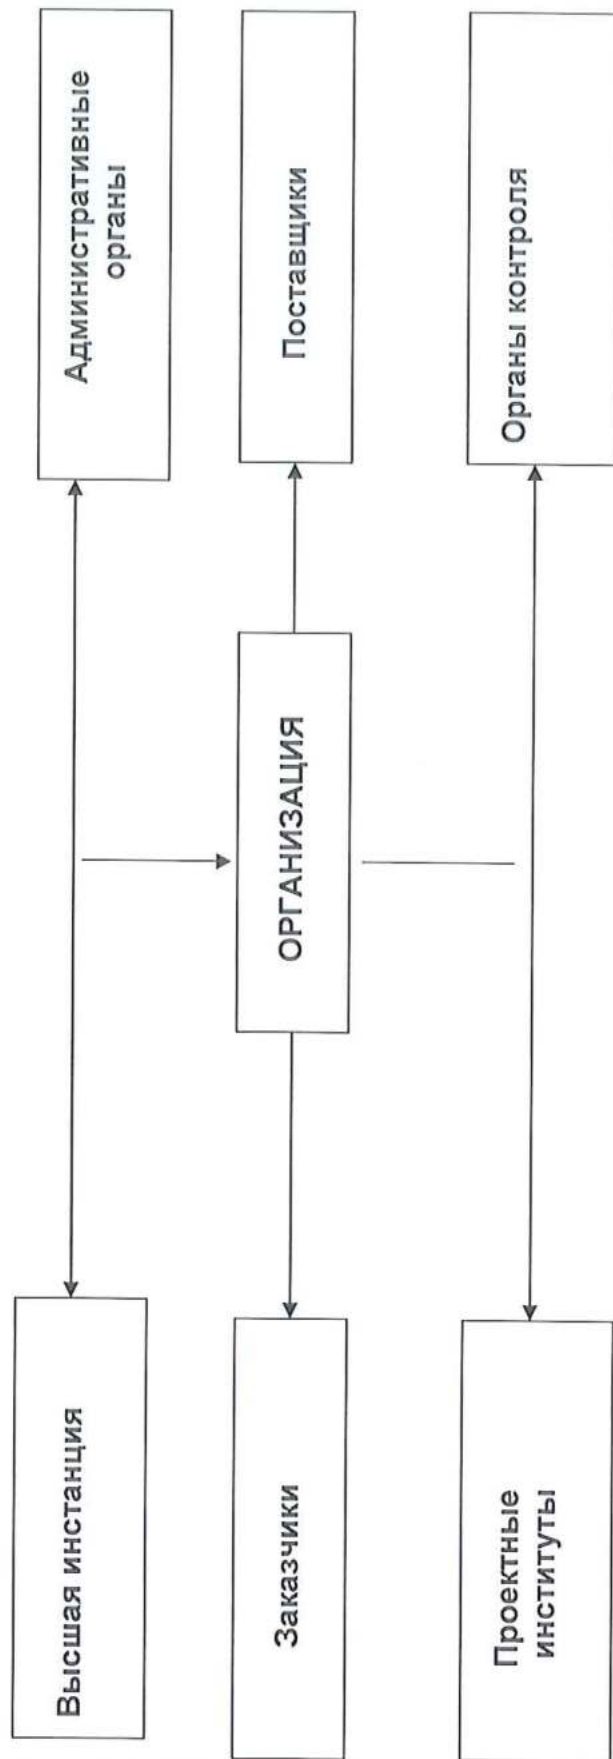 Высшая инстанция
Административные
органы
Заказчики
ОРГАНИЗАЦИЯ
Поставщики
Проектные
институты
Органы контроля